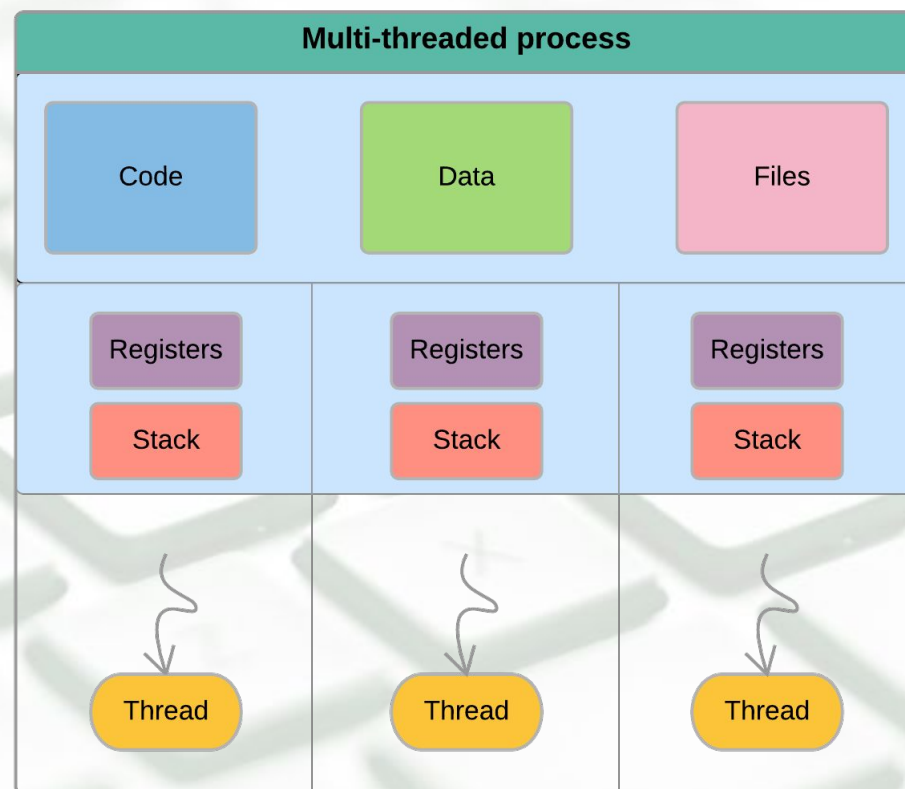 Multi-threaded process
Code Data Files
Registers Registers Registers
Stack Stack Stack
Thread Thread Thread